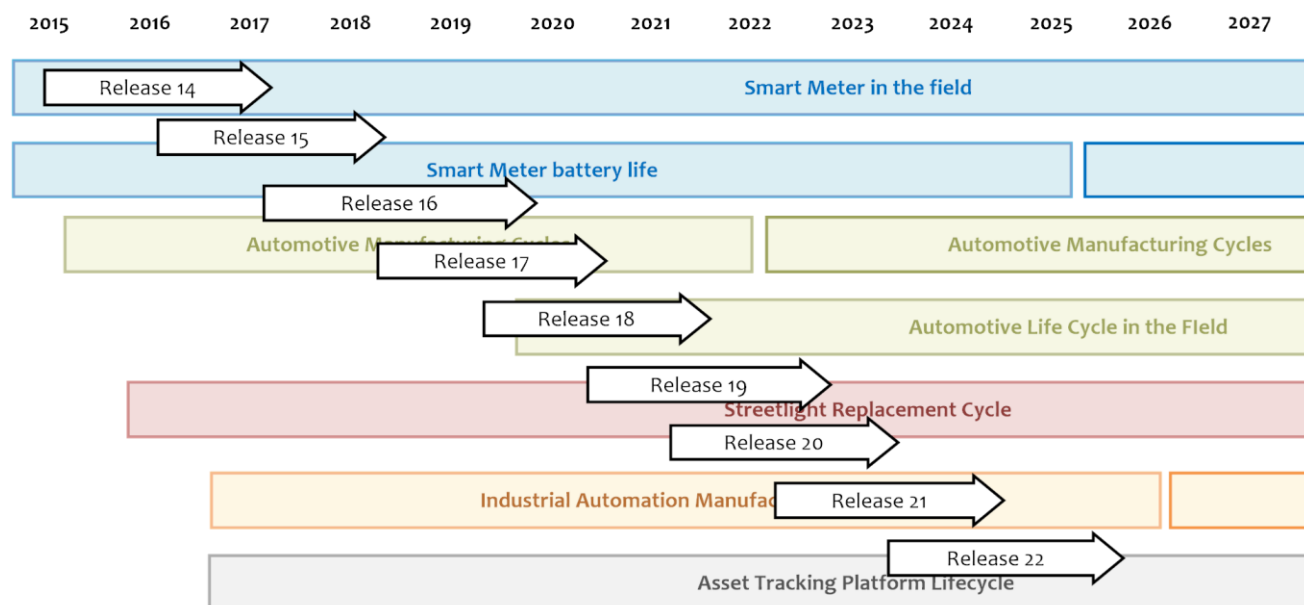 2015 2016 2017 2018 2019 2020 2021 2022 2023 2024 2025 2026 2027
Release 14
Smart Meter in the field
Release 15
Smart Meter battery life
Release 16
Automotive Manufacturing Cycles
Automotive Manufacturing Cycles
Release 17
Release 18
Automotive Life Cycle in the FIeld
Release 19
Streetlight Replacement Cycle
Release 20
Industrial Automation
Release 21
Release 22
Asset Tracking Platform Lifecycle